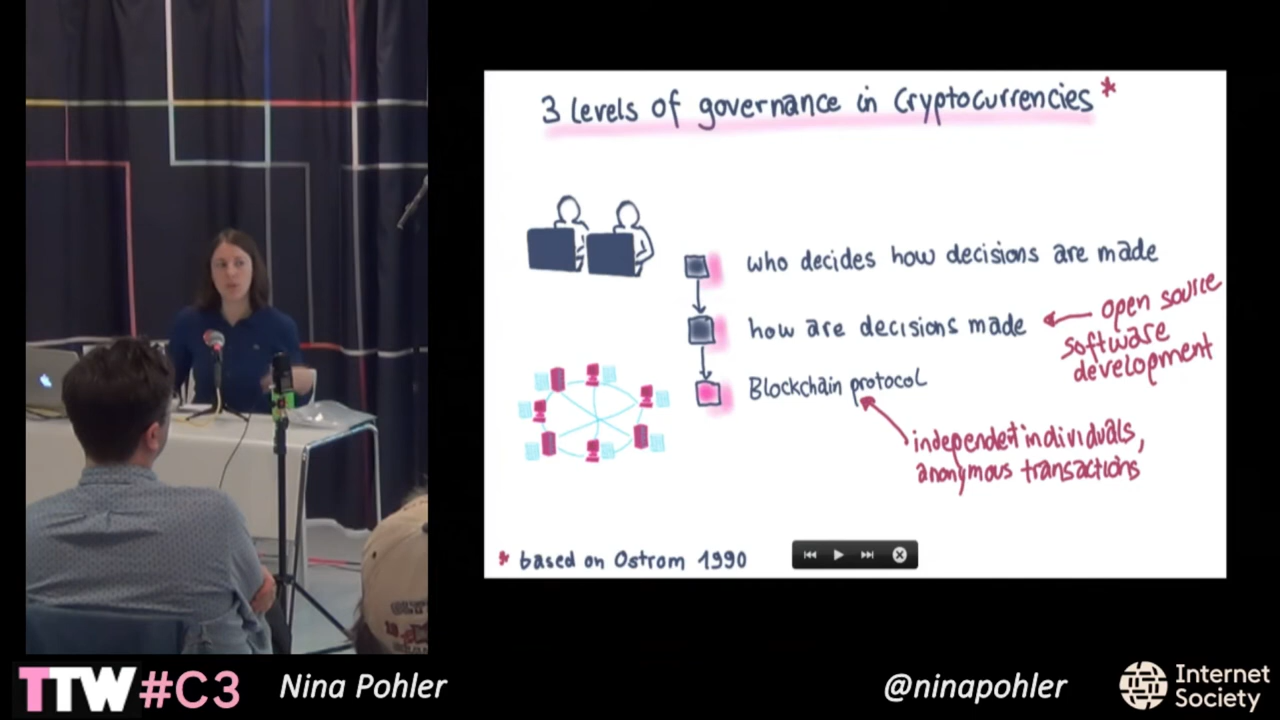 3 levels of governance in Cryptocurrencies *
who decides how decisions are made
how are decisions made
open source
software
development
Blockchain protocol
independent individuals,
anonymous transactions
* based on Ostrom 1990
TTW#C3
Nina Pohler
@ninapohler
Internet
Society